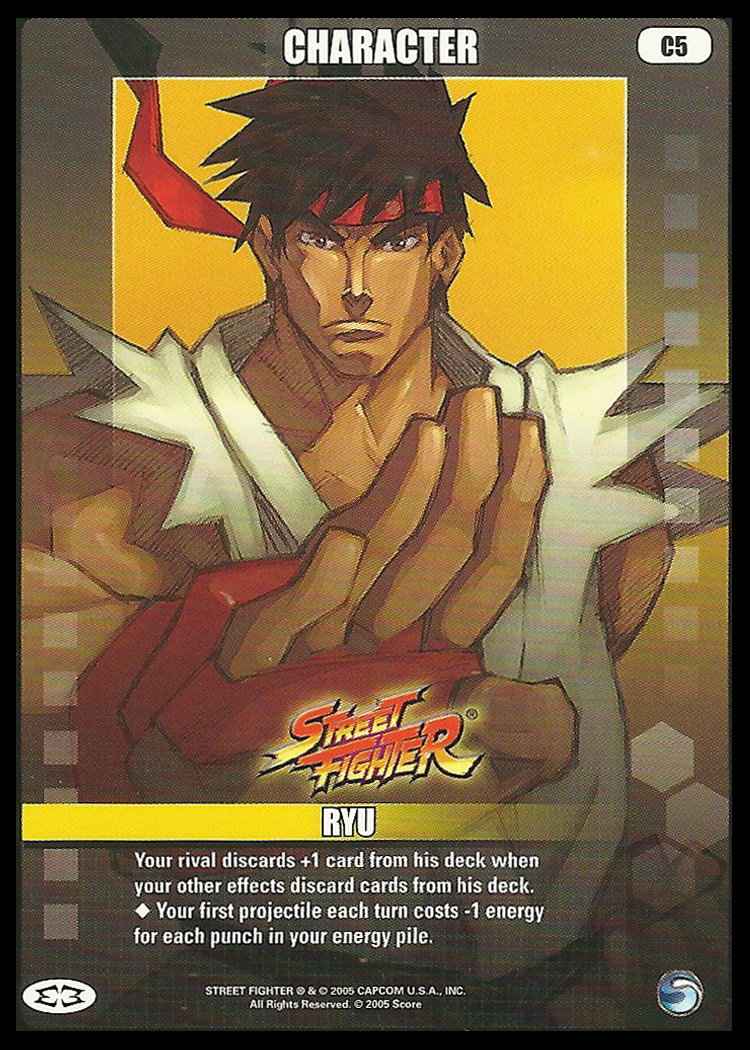 CHARACTER
C5
STREET
FIGHTER®
RYU
Your rival discards +1 card from his deck when
your other effects discard cards from his deck.
◆ Your first projectile each turn costs -1 energy
for each punch in your energy pile.
STREET FIGHTER ® & © 2005 CAPCOM U.S.A., INC.
All Rights Reserved. © 2005 Score